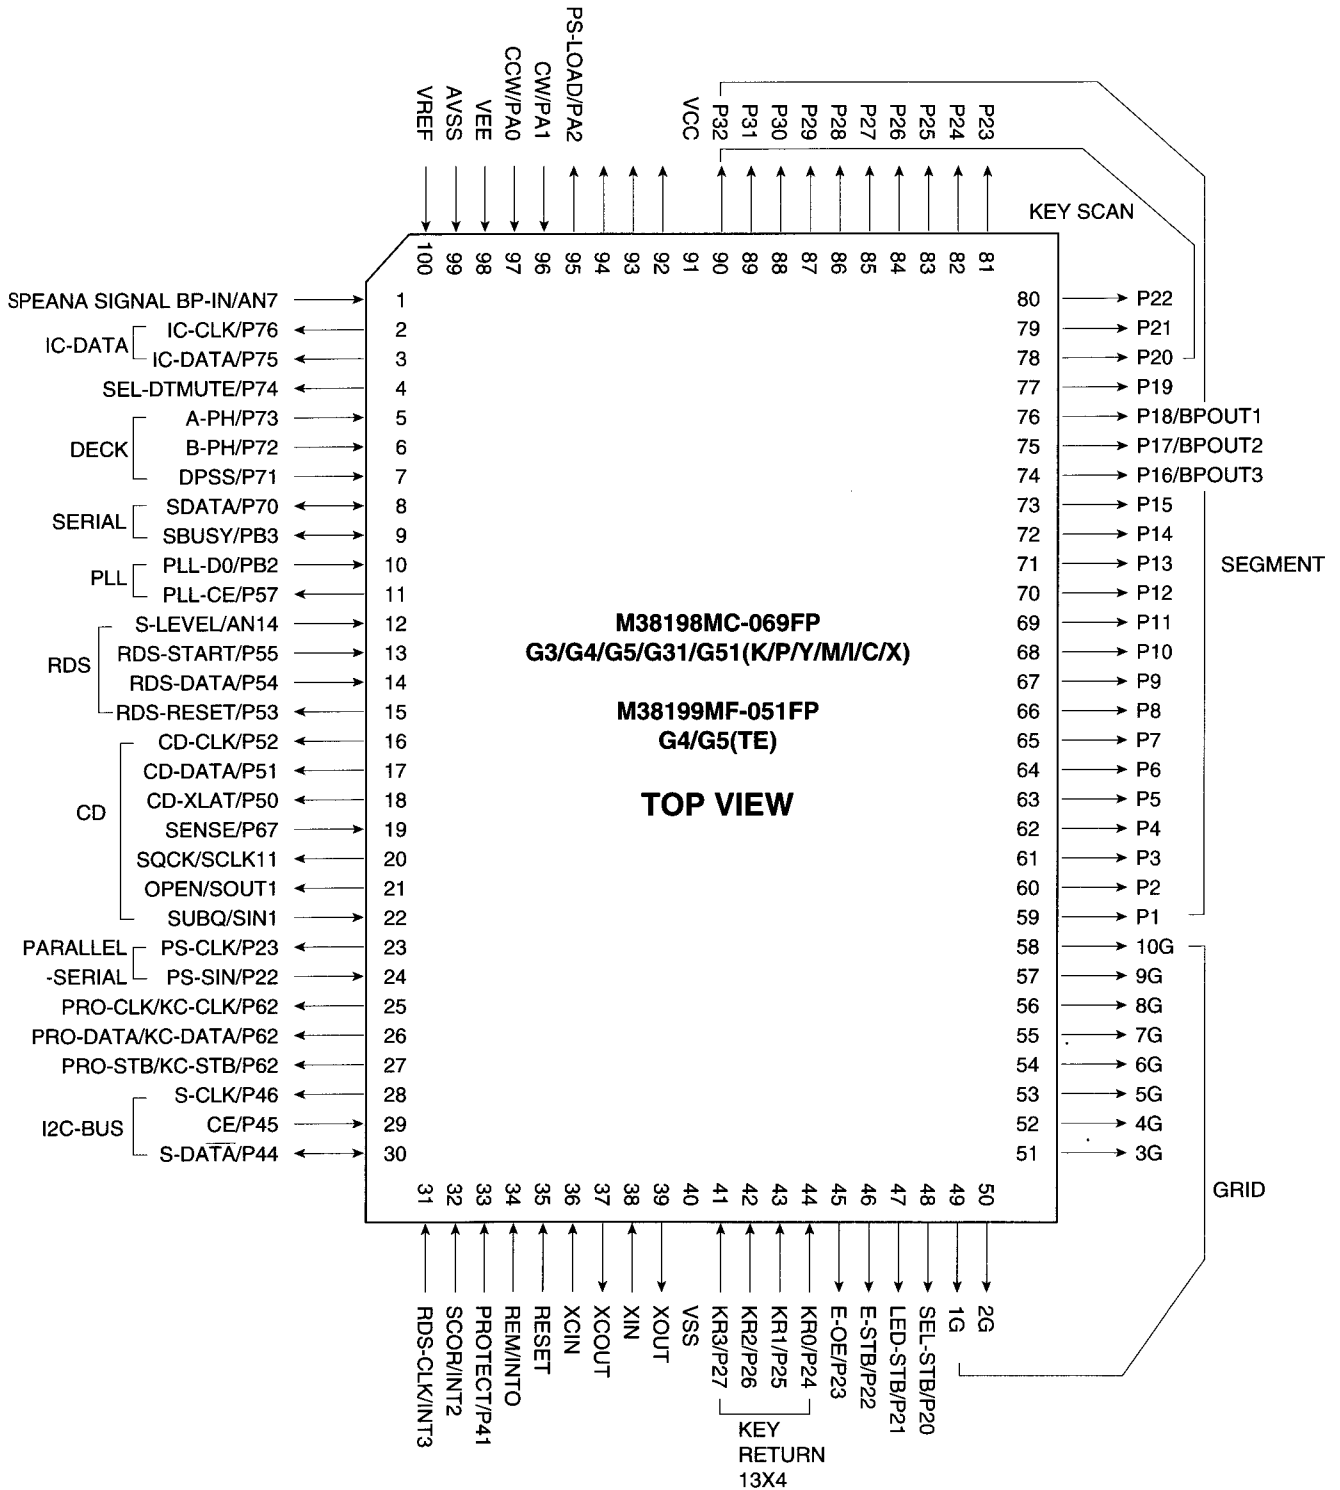 VREF
AVSS
VEE
CCW/PA0
CW/PA1
PS-LOAD/PA2
VCC
P32
P31
P30
P29
P28
P27
P26
P25
P24
P23
KEY SCAN
100 99 98 97 96 95 94 93 92 91 90 89 88 87 86 85 84 83 82 81
SPEANA SIGNAL BP-IN/AN7 1
IC-DATA
IC-CLK/P76 2
IC-DATA/P75 3
SEL-DTMUTE/P74 4
DECK
A-PH/P73 5
B-PH/P72 6
DPSS/P71 7
SERIAL
SDATA/P70 8
SBUSY/PB3 9
PLL
PLL-D0/PB2 10
PLL-CE/P57 11
RDS
S-LEVEL/AN14 12
RDS-START/P55 13
RDS-DATA/P54 14
RDS-RESET/P53 15
CD
CD-CLK/P52 16
CD-DATA/P51 17
CD-XLAT/P50 18
SENSE/P67 19
SQCK/SCLK11 20
OPEN/SOUT1 21
SUBQ/SIN1 22
PARALLEL
-SERIAL
PS-CLK/P23 23
PS-SIN/P22 24
PRO-CLK/KC-CLK/P62 25
PRO-DATA/KC-DATA/P62 26
PRO-STB/KC-STB/P62 27
I2C-BUS
S-CLK/P46 28
CE/P45 29
S-DATA/P44 30
M38198MC-069FP
G3/G4/G5/G31/G51(K/P/Y/M/I/C/X)
M38199MF-051FP
G4/G5(TE)
TOP VIEW
80 P22
79 P21
78 P20
77 P19
76 P18/BPOUT1
75 P17/BPOUT2
74 P16/BPOUT3
73 P15
72 P14
71 P13
70 P12
69 P11
68 P10
67 P9
66 P8
65 P7
64 P6
63 P5
62 P4
61 P3
60 P2
59 P1
SEGMENT
58 10G
57 9G
56 8G
55 7G
54 6G
53 5G
52 4G
51 3G
GRID
31 32 33 34 35 36 37 38 39 40 41 42 43 44 45 46 47 48 49 50
RDS-CLK/INT3
SCOR/INT2
PROTECT/P41
REM/INTO
RESET
XCIN
XCOUT
XIN
XOUT
VSS
KR3/P27
KR2/P26
KR1/P25
KR0/P24
E-OE/P23
E-STB/P22
LED-STB/P21
SEL-STB/P20
1G
2G
KEY
RETURN
13X4